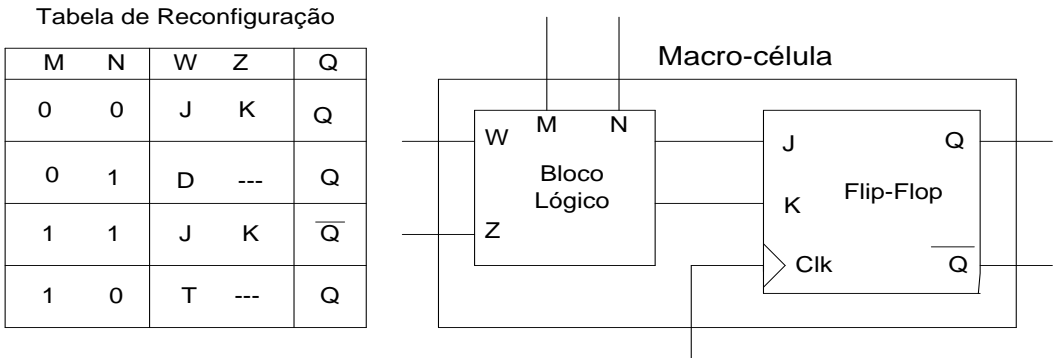 Tabela de Reconfiguração
M N W Z Q
0 0 J K Q
0 1 D --- Q
1 1 J K Q̅
1 0 T --- Q
Macro-célula
M N
W
Bloco
Lógico
Z
J Q
K Flip-Flop
Clk Q̅